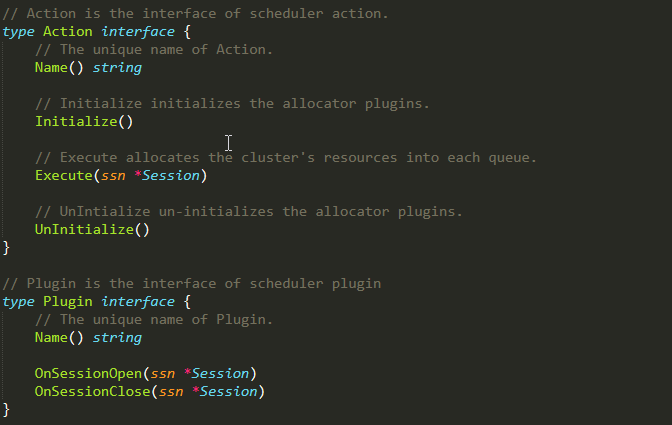 // Action is the interface of scheduler action.
type Action interface {
// The unique name of Action.
Name() string
// Initialize initializes the allocator plugins.
Initialize()
// Execute allocates the cluster's resources into each queue.
Execute(ssn *Session)
// UnIntialize un-initializes the allocator plugins.
UnInitialize()
}
// Plugin is the interface of scheduler plugin
type Plugin interface {
// The unique name of Plugin.
Name() string
OnSessionOpen(ssn *Session)
OnSessionClose(ssn *Session)
}